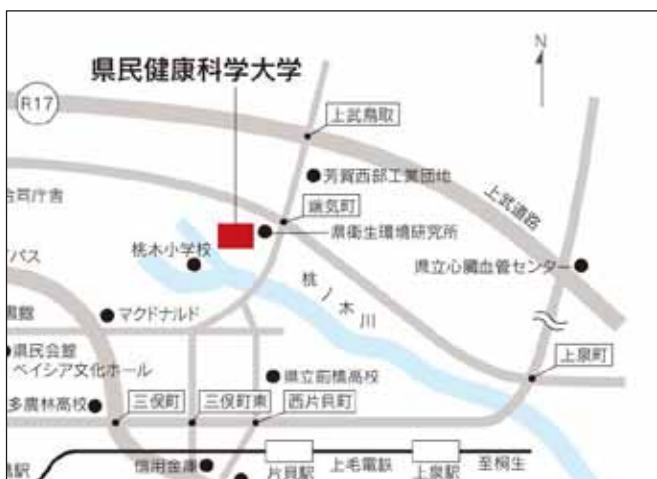 県民健康科学大学
N
R17
上武鳥取
芳賀西部工業団地
上武道路
合同庁舎
端気町
県衛生環境研究所
桃木小学校
県立心臓血管センター
バイパス
桃ノ木川
館
マクドナルド
県民会館
ベイシア文化ホール
上泉町
県立前橋高校
多農林高校
三俣町
三俣町東
西片貝町
駅
信用金庫
片貝駅
上毛電鉄
上泉駅
至桐生